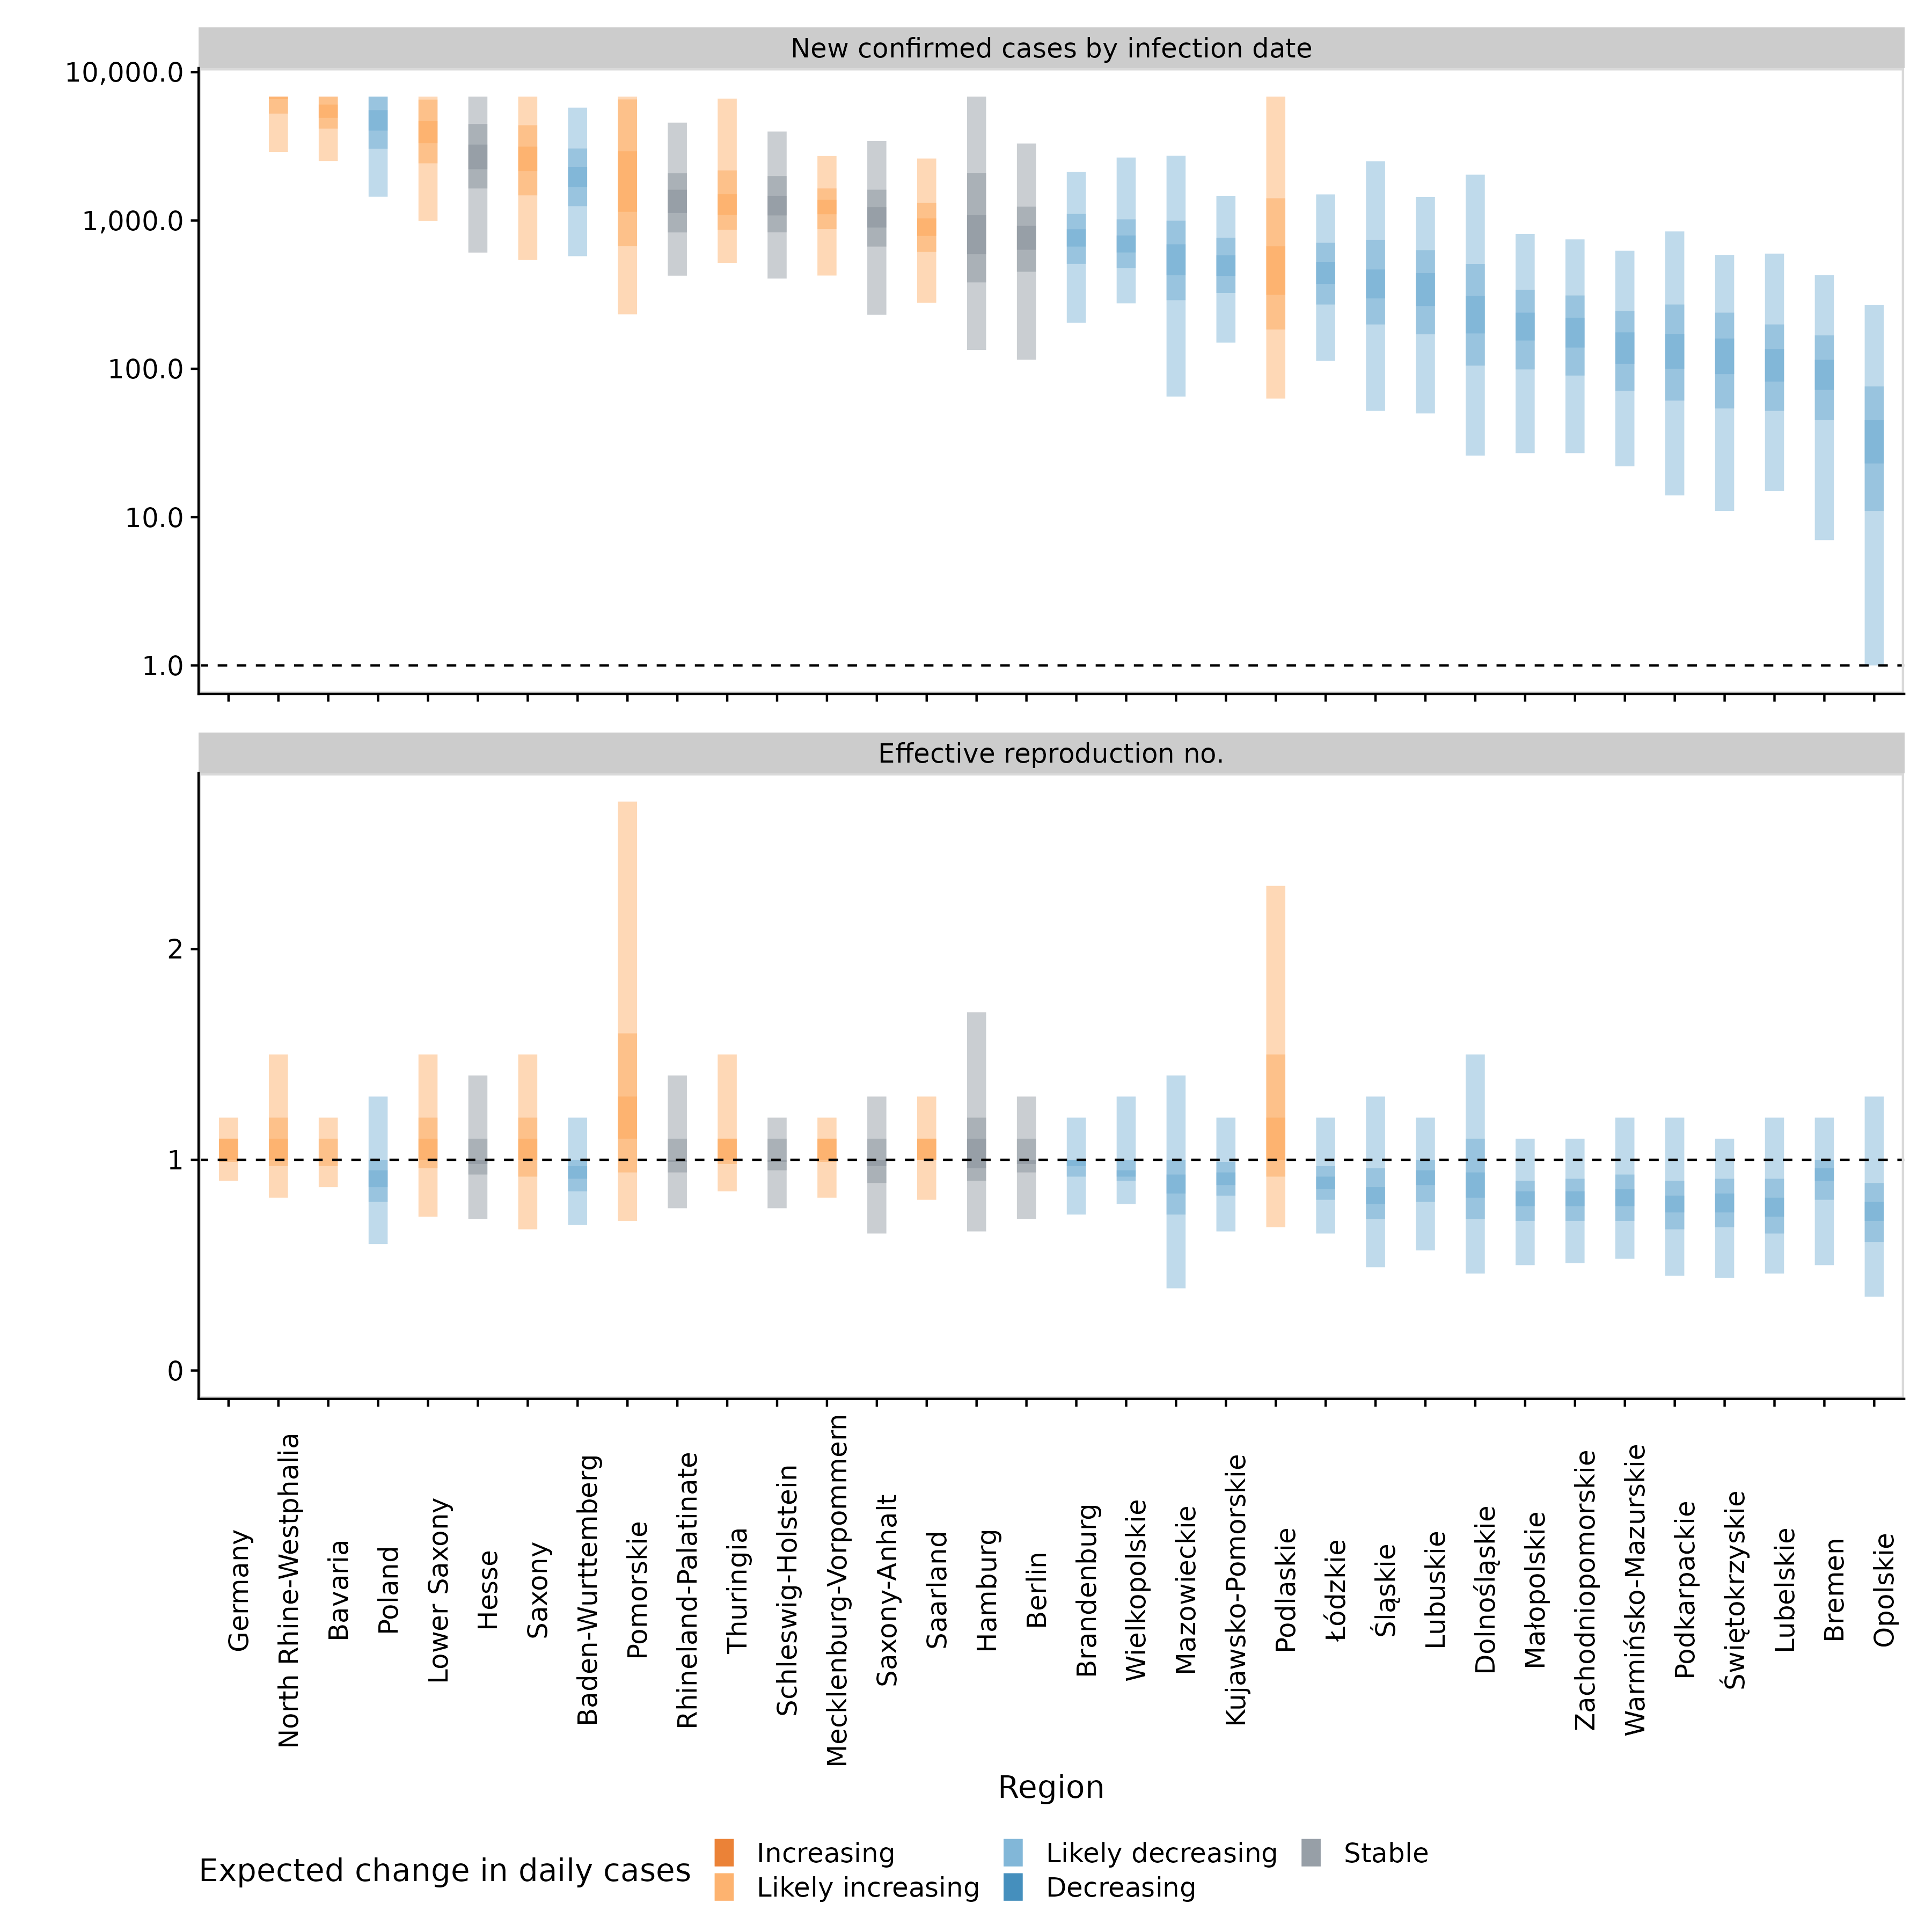 New confirmed cases by infection date
10,000.0
1,000.0
100.0
10.0
1.0
Effective reproduction no.
2
1
0
Germany
North Rhine-Westphalia
Bavaria
Poland
Lower Saxony
Hesse
Saxony
Baden-Wurttemberg
Pomorskie
Rhineland-Palatinate
Thuringia
Schleswig-Holstein
Mecklenburg-Vorpommern
Saxony-Anhalt
Saarland
Hamburg
Berlin
Brandenburg
Wielkopolskie
Mazowieckie
Kujawsko-Pomorskie
Podlaskie
Łódzkie
Śląskie
Lubuskie
Dolnośląskie
Małopolskie
Zachodniopomorskie
Warmińsko-Mazurskie
Podkarpackie
Świętokrzyskie
Lubelskie
Bremen
Opolskie
Region
Expected change in daily cases
Increasing
Likely increasing
Likely decreasing
Decreasing
Stable